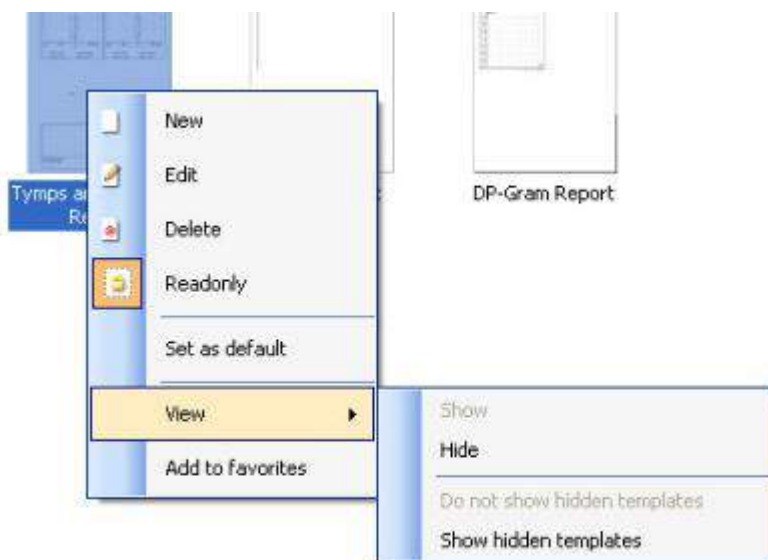 Tymps a
Re
DP-Gram Report
New
Edit
Delete
Readonly
Set as default
View
Add to favorites
Show
Hide
Do not show hidden templates
Show hidden templates